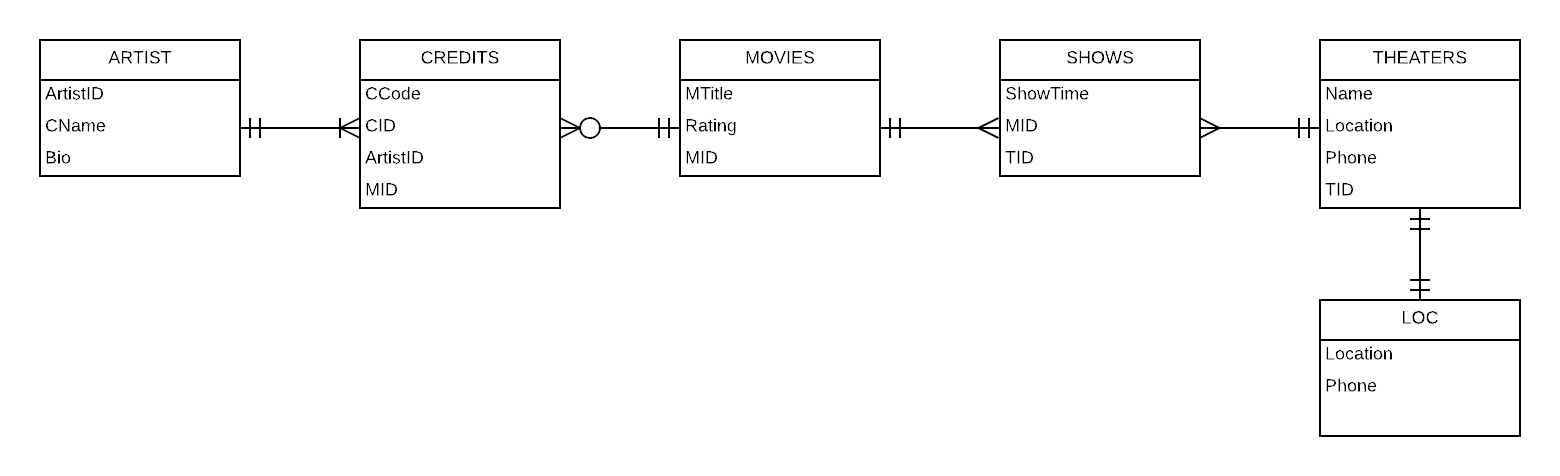 ARTIST
ArtistID
CName
Bio
CREDITS
CCode
CID
ArtistID
MID
MOVIES
MTitle
Rating
MID
SHOWS
ShowTime
MID
TID
THEATERS
Name
Location
Phone
TID
LOC
Location
Phone